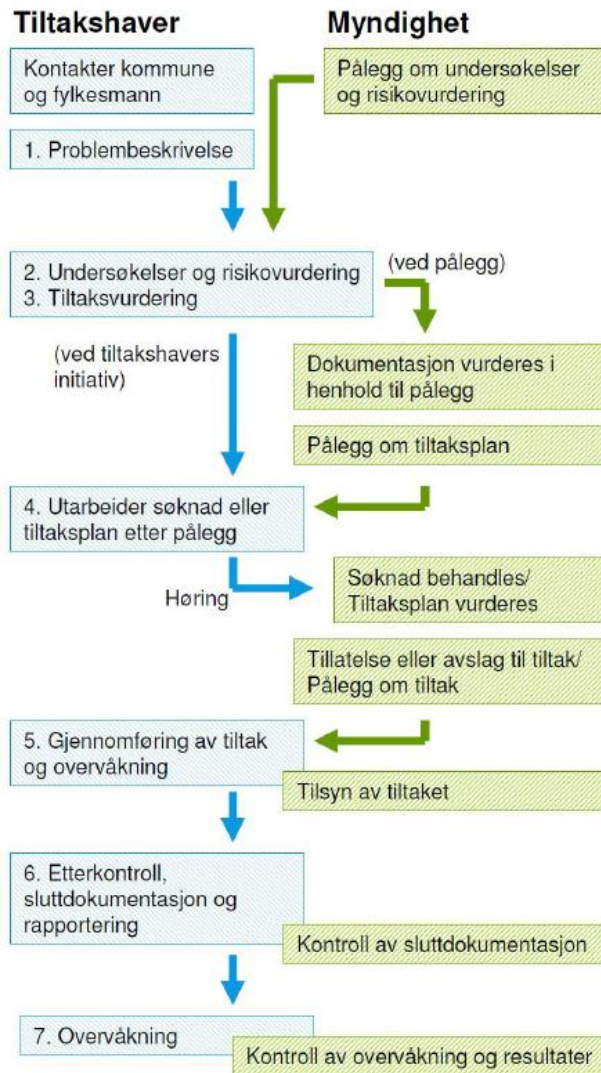 Tiltakshaver
Myndighet
Kontakter kommune
og fylkesmann
Pålegg om undersøkelser
og risikovurdering
1. Problembeskrivelse
2. Undersøkelser og risikovurdering
3. Tiltaksvurdering
(ved pålegg)
(ved tiltakshavers
initiativ)
Dokumentasjon vurderes i
henhold til pålegg
Pålegg om tiltaksplan
4. Utarbeider søknad eller
tiltaksplan etter pålegg
Høring
Søknad behandles/
Tiltaksplan vurderes
Tillatelse eller avslag til tiltak/
Pålegg om tiltak
5. Gjennomføring av tiltak
og overvåkning
Tilsyn av tiltaket
6. Etterkontroll,
sluttdokumentasjon og
rapportering
Kontroll av sluttdokumentasjon
7. Overvåkning
Kontroll av overvåkning og resultater